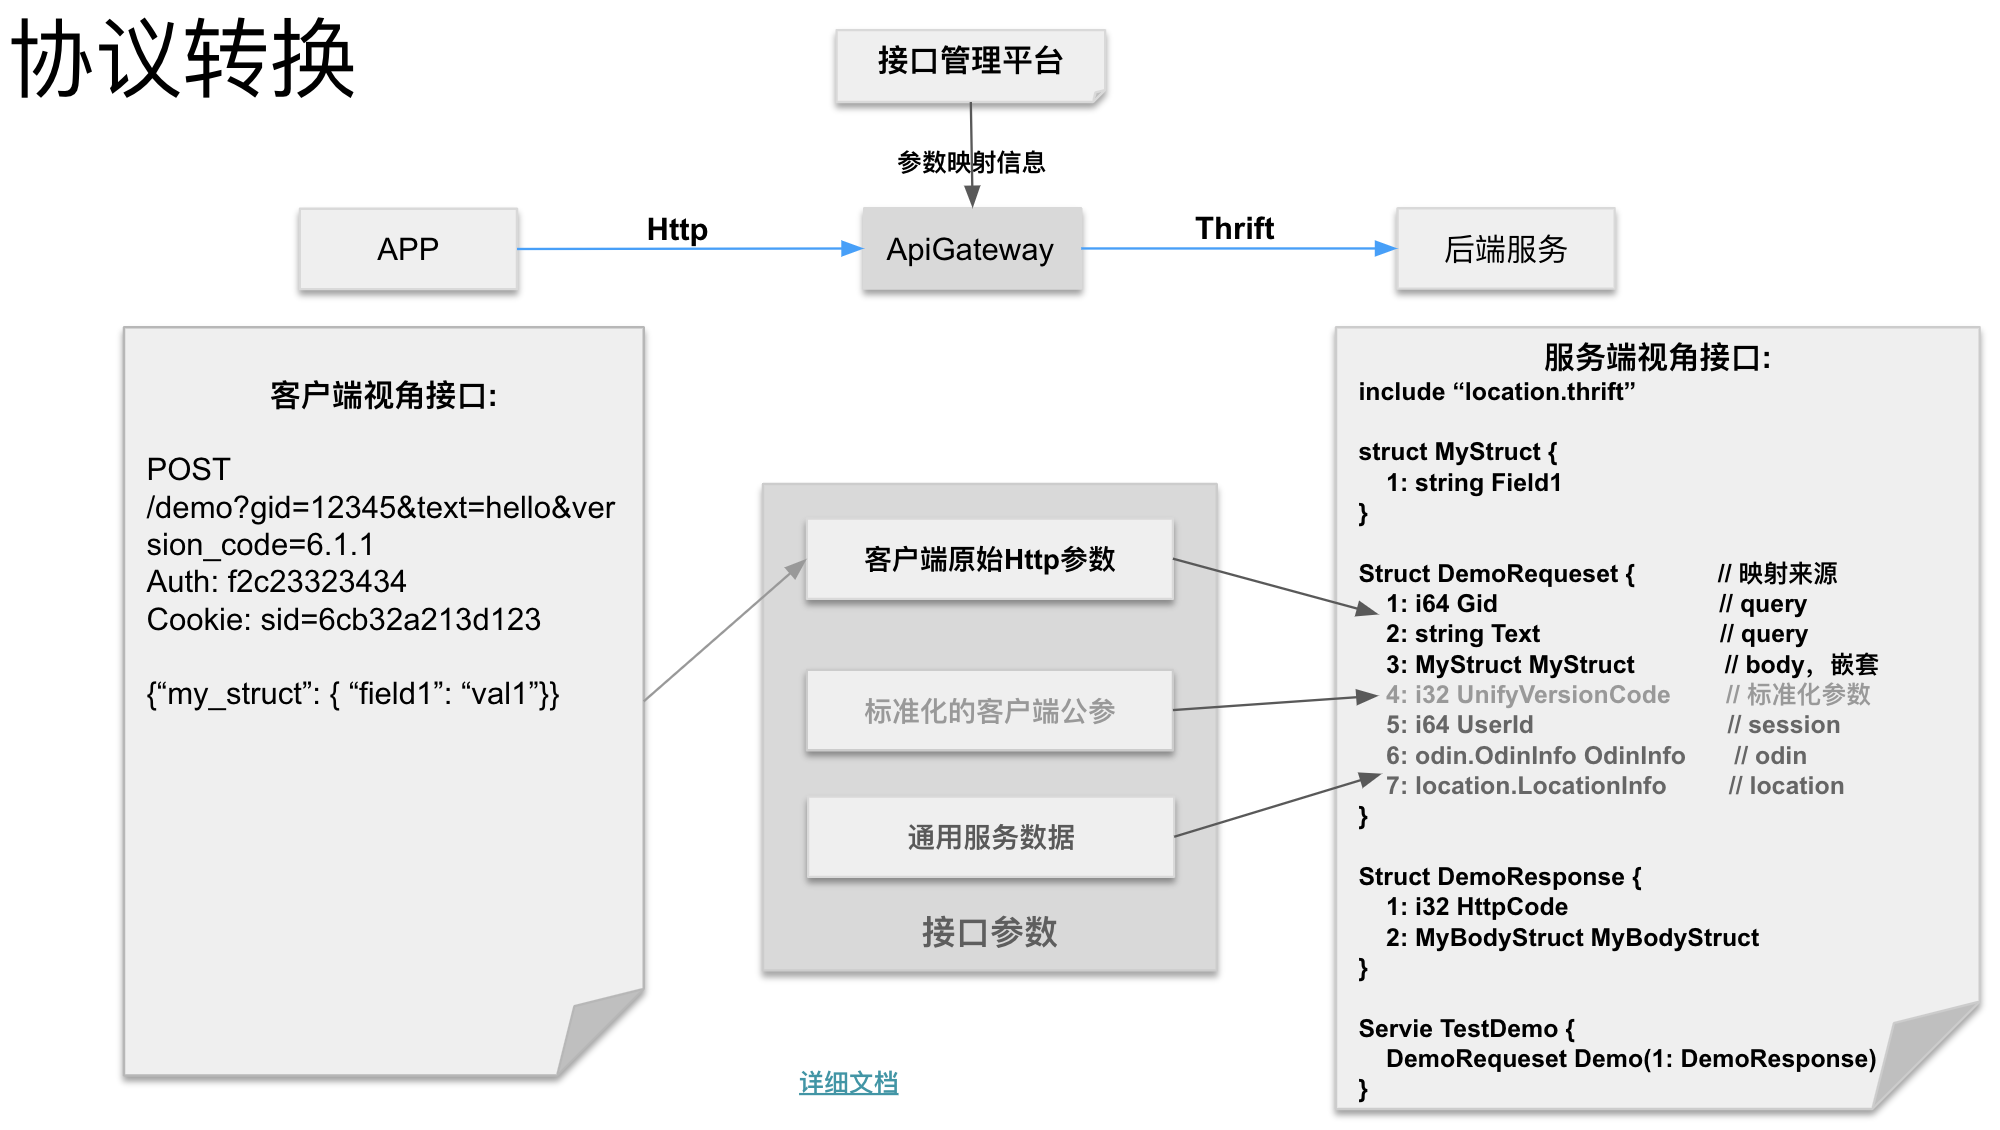 协议转换
接口管理平台
参数映射信息
APP
Http
ApiGateway
Thrift
后端服务
客户端视角接口:
POST
/demo?gid=12345&text=hello&ver
sion_code=6.1.1
Auth: f2c23323434
Cookie: sid=6cb32a213d123
{“my_struct”: { “field1”: “val1”}}
客户端原始Http参数
标准化的客户端公参
通用服务数据
接口参数
详细文档
服务端视角接口:
include “location.thrift”
struct MyStruct {
1: string Field1
}
Struct DemoRequeset { // 映射来源
1: i64 Gid // query
2: string Text // query
3: MyStruct MyStruct // body，嵌套
4: i32 UnifyVersionCode // 标准化参数
5: i64 UserId // session
6: odin.OdinInfo OdinInfo // odin
7: location.LocationInfo // location
}
Struct DemoResponse {
1: i32 HttpCode
2: MyBodyStruct MyBodyStruct
}
Servie TestDemo {
DemoRequeset Demo(1: DemoResponse)
}